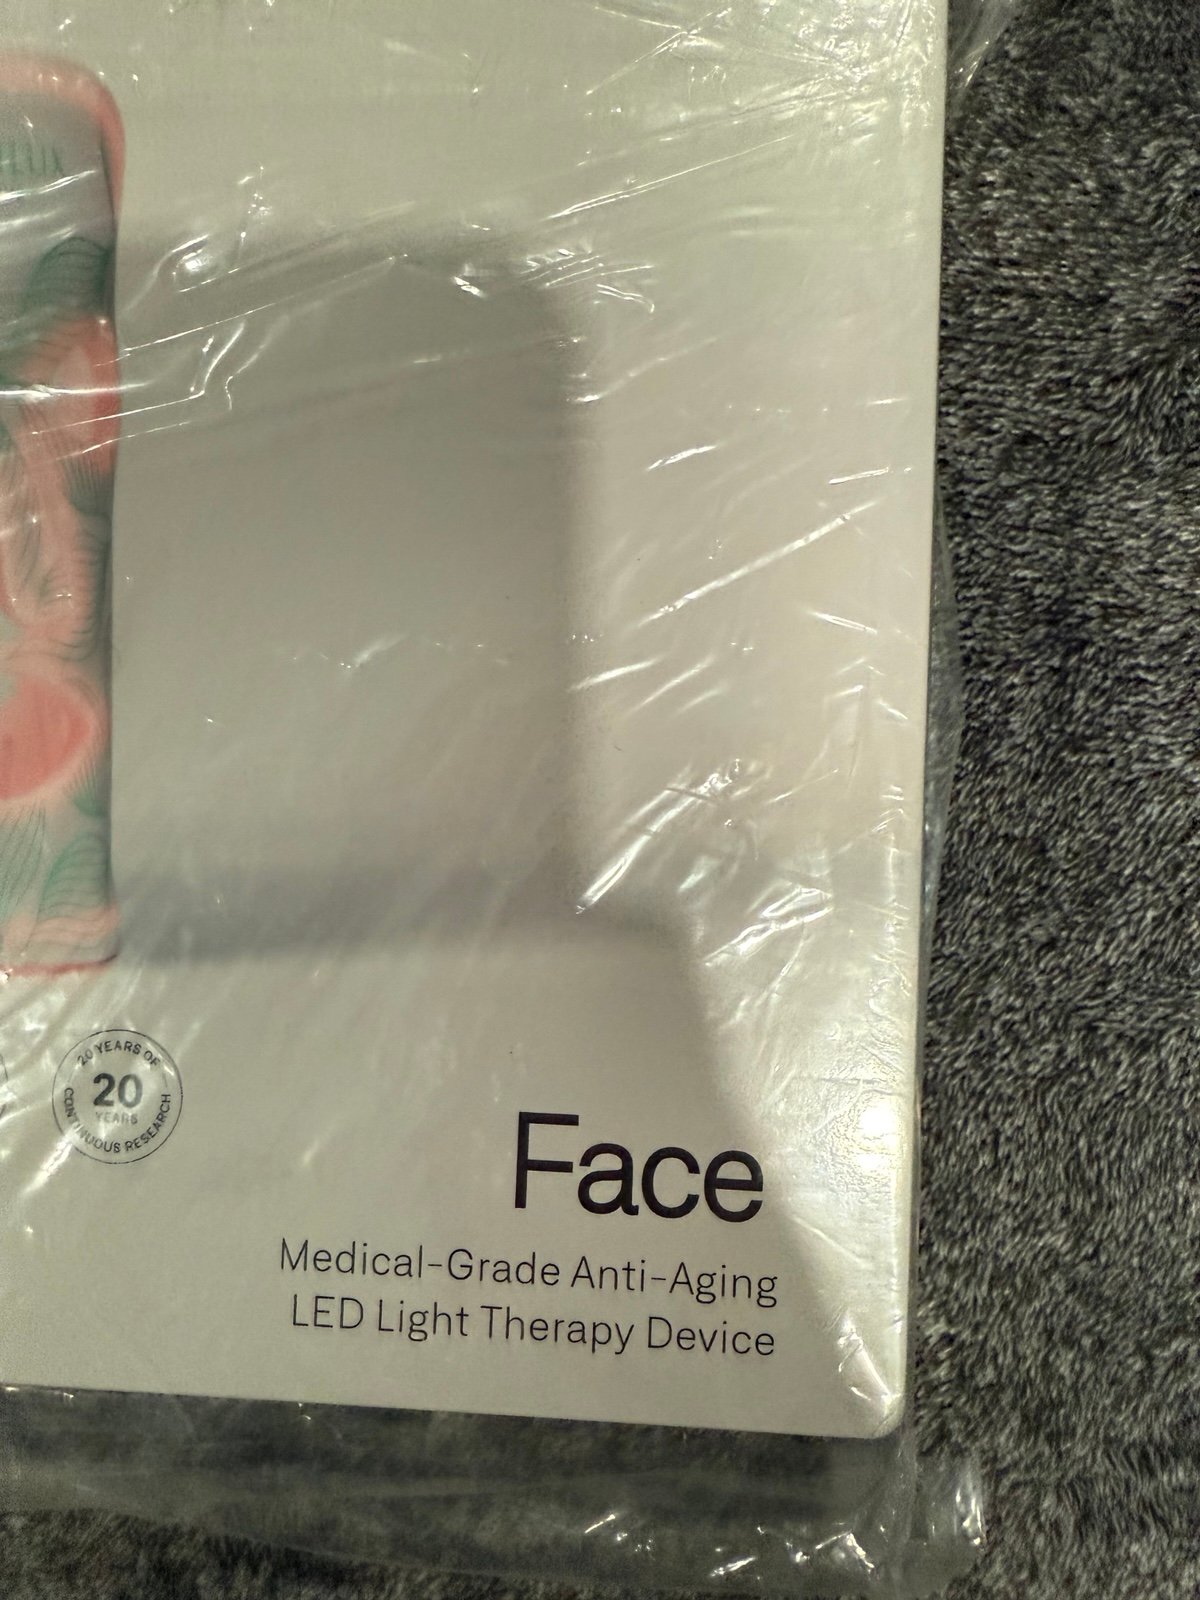 20 YEARS OF
20
YEARS
CONTINUOUS RESEARCH
Face
Medical-Grade Anti-Aging
LED Light Therapy Device